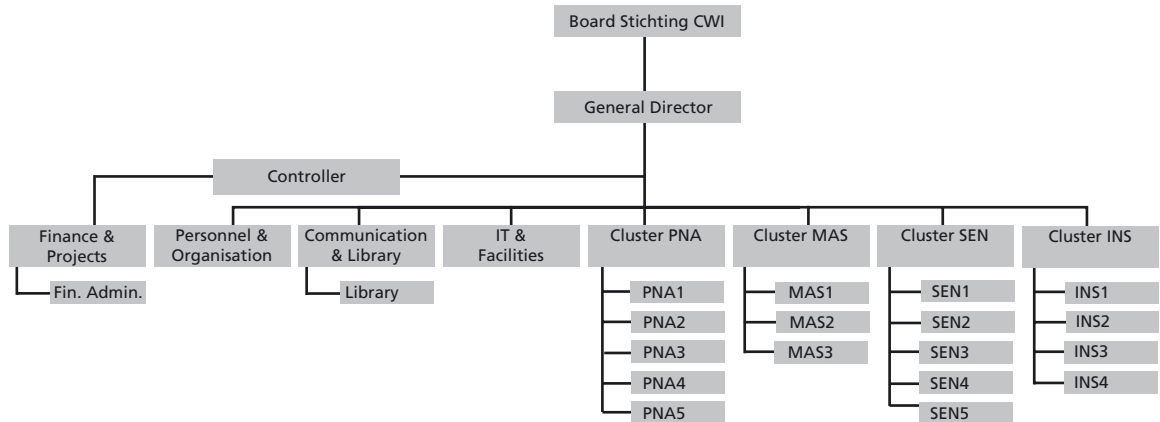 Board Stichting CWI
General Director
Controller
Finance &
Projects
Fin. Admin.
Personnel &
Organisation
Communication
& Library
Library
IT &
Facilities
Cluster PNA
PNA1
PNA2
PNA3
PNA4
PNA5
Cluster MAS
MAS1
MAS2
MAS3
Cluster SEN
SEN1
SEN2
SEN3
SEN4
SEN5
Cluster INS
INS1
INS2
INS3
INS4